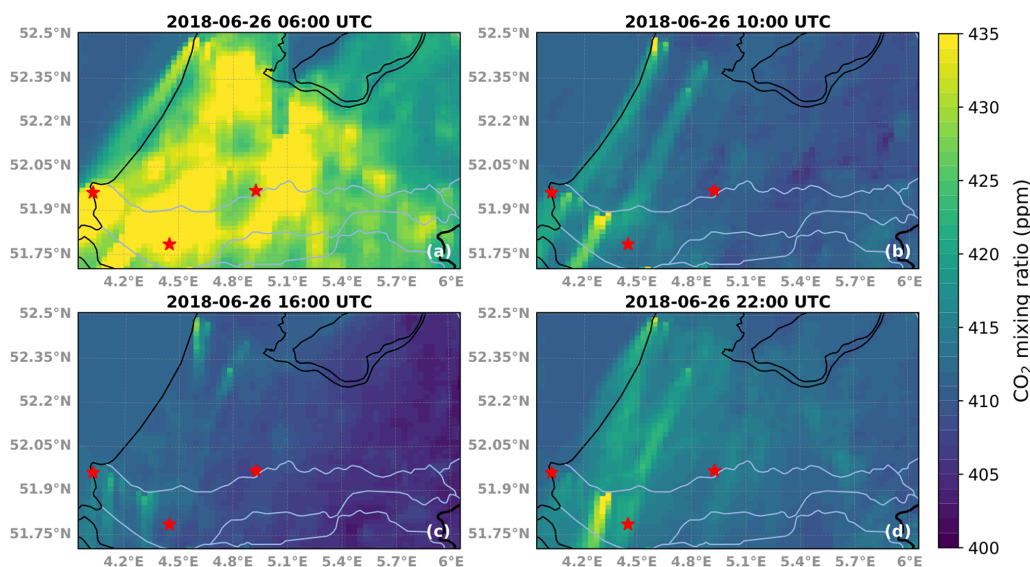 2018-06-26 06:00 UTC
2018-06-26 10:00 UTC
52.5°N
52.35°N
52.2°N
52.05°N
51.9°N
51.75°N
(a)
4.2°E 4.5°E 4.8°E 5.1°E 5.4°E 5.7°E 6°E
52.5°N
52.35°N
52.2°N
52.05°N
51.9°N
51.75°N
(b)
4.2°E 4.5°E 4.8°E 5.1°E 5.4°E 5.7°E 6°E
2018-06-26 16:00 UTC
2018-06-26 22:00 UTC
52.5°N
52.35°N
52.2°N
52.05°N
51.9°N
51.75°N
(c)
4.2°E 4.5°E 4.8°E 5.1°E 5.4°E 5.7°E 6°E
52.5°N
52.35°N
52.2°N
52.05°N
51.9°N
51.75°N
(d)
4.2°E 4.5°E 4.8°E 5.1°E 5.4°E 5.7°E 6°E
435
430
425
420
415
410
405
400
CO₂ mixing ratio (ppm)